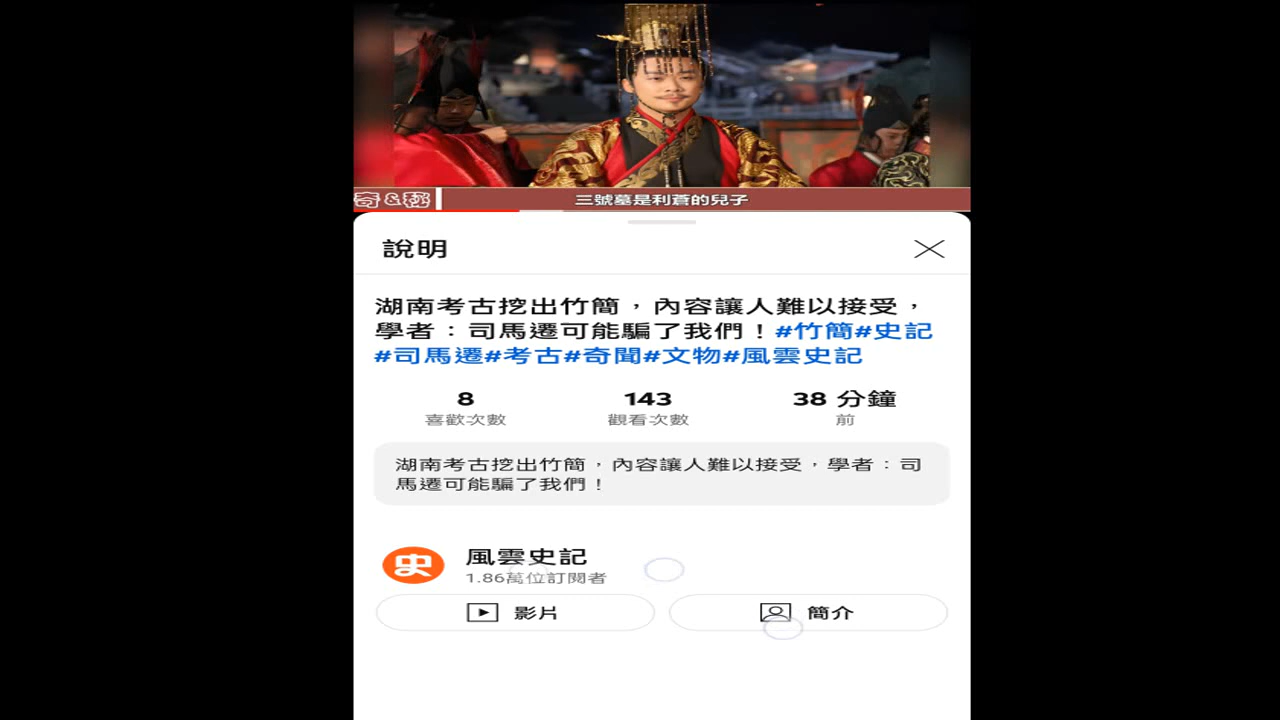 奇&秘
三號墓是利蒼的兒子
說明
湖南考古挖出竹簡，內容讓人難以接受，
學者：司馬遷可能騙了我們！#竹簡#史記
#司馬遷#考古#奇聞#文物#風雲史記
8 143 38 分鐘
喜歡次數 觀看次數 前
湖南考古挖出竹簡，內容讓人難以接受，學者：司
馬遷可能騙了我們！
史 風雲史記
1.86萬位訂閱者
影片 簡介